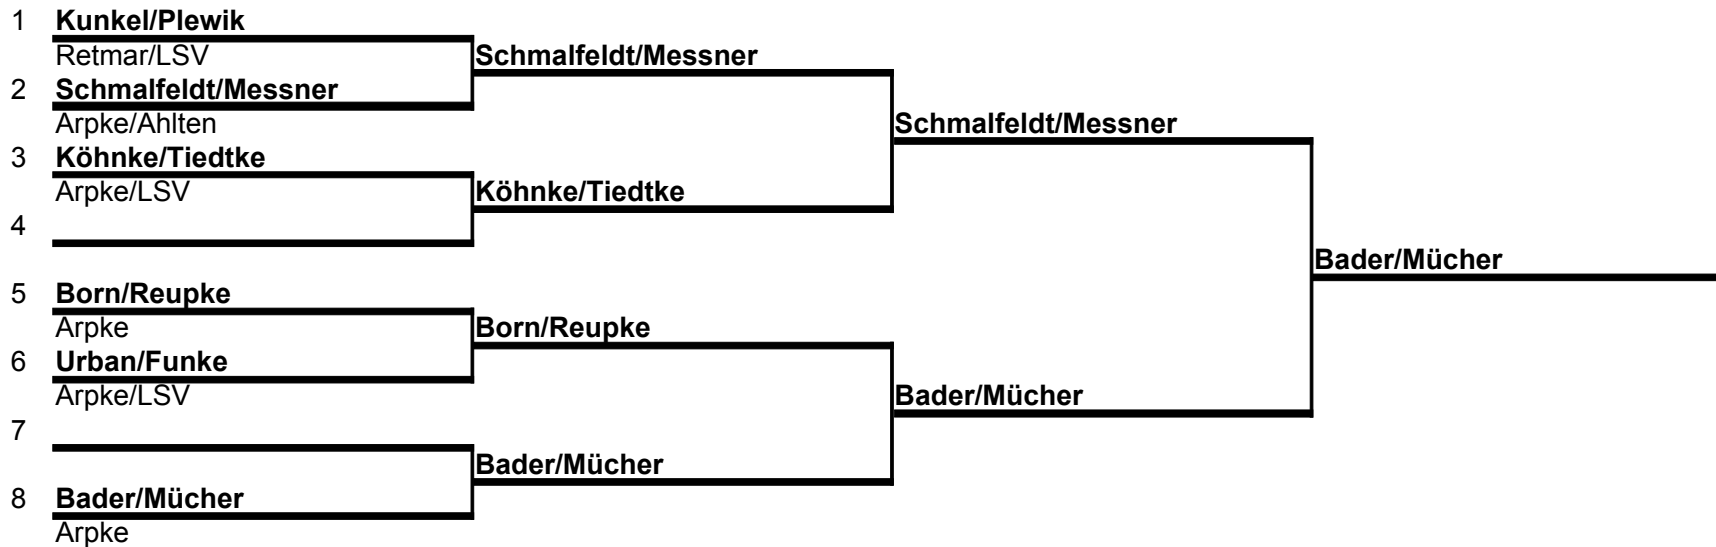 1 Kunkel/Plewik
Retmar/LSV
Schmalfeldt/Messner
2 Schmalfeldt/Messner
Arpke/Ahlten
Schmalfeldt/Messner
3 Köhnke/Tiedtke
Arpke/LSV
Köhnke/Tiedtke
4
Bader/Mücher
5 Born/Reupke
Arpke
Born/Reupke
6 Urban/Funke
Arpke/LSV
Bader/Mücher
7
Bader/Mücher
8 Bader/Mücher
Arpke